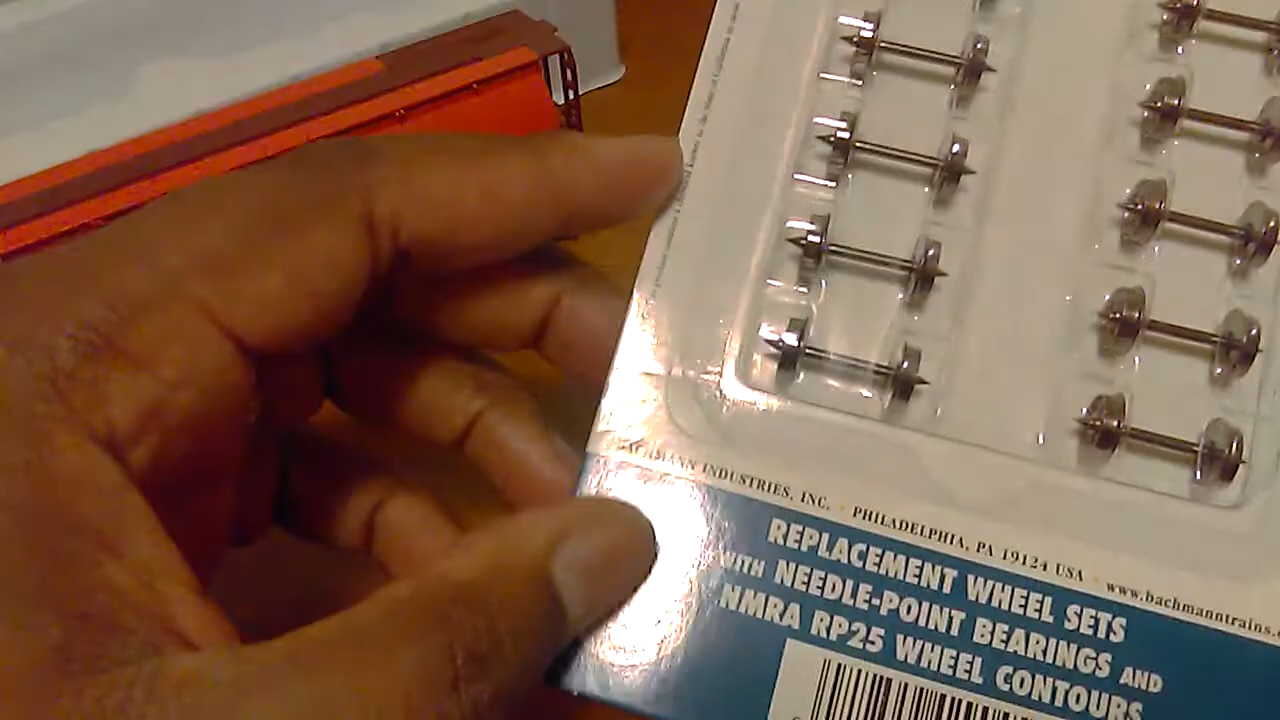 BACHMANN INDUSTRIES, INC. • PHILADELPHIA, PA 19124 USA • www.bachmanntrains.
REPLACEMENT WHEEL SETS
WITH NEEDLE-POINT BEARINGS AND
NMRA RP25 WHEEL CONTOURS